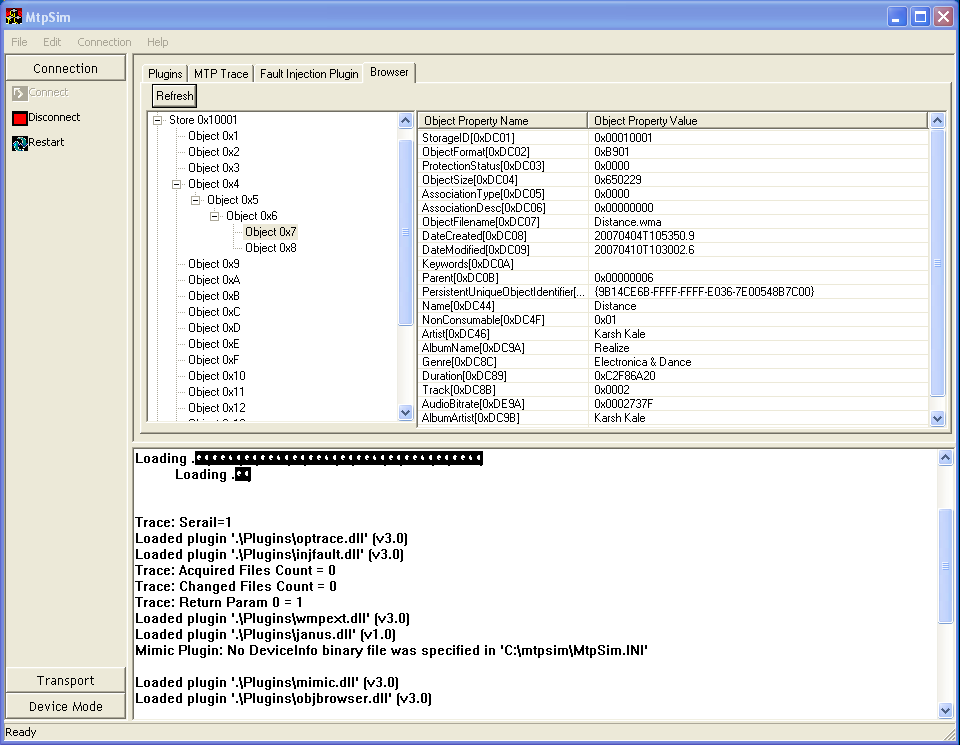 MtpSim
File Edit Connection Help
Connection
Connect
Disconnect
Restart
Transport
Device Mode
Plugins MTP Trace Fault Injection Plugin Browser
Refresh
Store 0x10001
Object 0x1
Object 0x2
Object 0x3
Object 0x4
Object 0x5
Object 0x6
Object 0x7
Object 0x8
Object 0x9
Object 0xA
Object 0xB
Object 0xC
Object 0xD
Object 0xE
Object 0xF
Object 0x10
Object 0x11
Object 0x12
Object Property Name Object Property Value
StorageID[0xDC01] 0x00010001
ObjectFormat[0xDC02] 0xB901
ProtectionStatus[0xDC03] 0x0000
ObjectSize[0xDC04] 0x650229
AssociationType[0xDC05] 0x0000
AssociationDesc[0xDC06] 0x00000000
ObjectFilename[0xDC07] Distance.wma
DateCreated[0xDC08] 20070404T105350.9
DateModified[0xDC09] 20070410T103002.6
Keywords[0xDC0A]
Parent[0xDC0B] 0x00000006
PersistentUniqueObjectIdentifier[... {9B14CE6B-FFFF-FFFF-E036-7E00548B7C00}
Name[0xDC44] Distance
NonConsumable[0xDC4F] 0x01
Artist[0xDC46] Karsh Kale
AlbumName[0xDC9A] Realize
Genre[0xDC8C] Electronica & Dance
Duration[0xDC89] 0xC2F86A20
Track[0xDC8B] 0x0002
AudioBitrate[0xDE9A] 0x0002737F
AlbumArtist[0xDC9B] Karsh Kale
Loading .
Loading .
Trace: Serail=1
Loaded plugin '.\Plugins\optrace.dll' (v3.0)
Loaded plugin '.\Plugins\injfault.dll' (v3.0)
Trace: Acquired Files Count = 0
Trace: Changed Files Count = 0
Trace: Return Param 0 = 1
Loaded plugin '.\Plugins\wmpext.dll' (v3.0)
Loaded plugin '.\Plugins\janus.dll' (v1.0)
Mimic Plugin: No DeviceInfo binary file was specified in 'C:\mtpsim\MtpSim.INI'
Loaded plugin '.\Plugins\mimic.dll' (v3.0)
Loaded plugin '.\Plugins\objbrowser.dll' (v3.0)
Ready